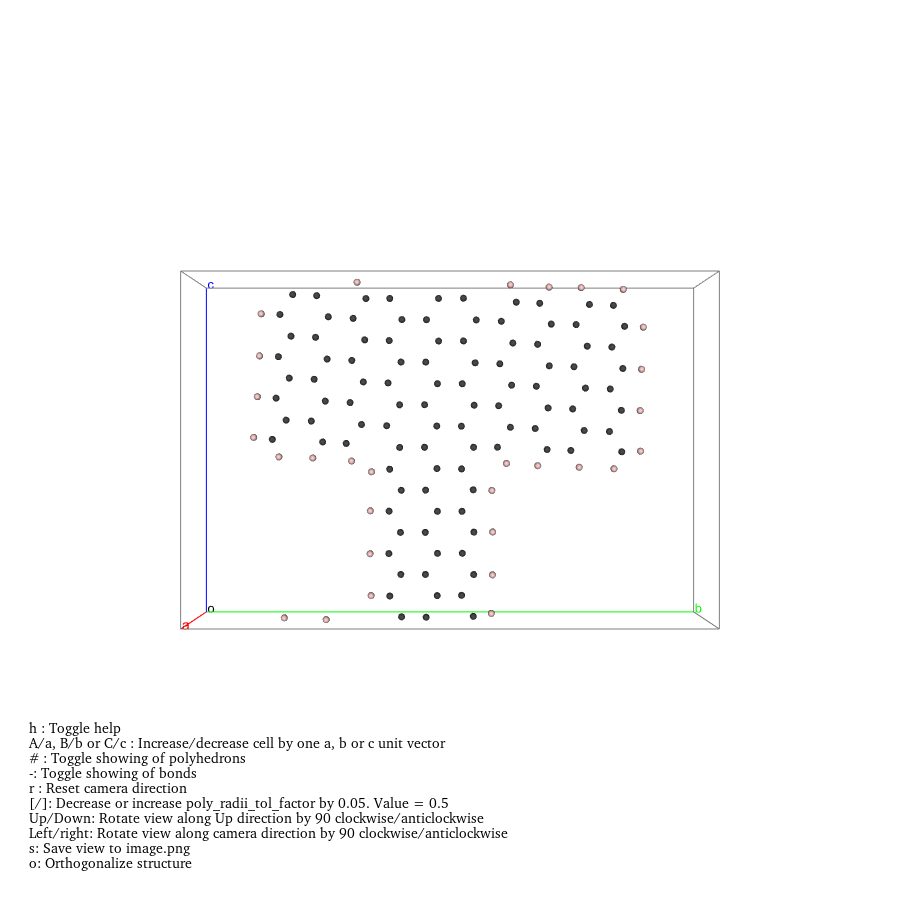 c
o
b
a
h : Toggle help
A/a, B/b or C/c : Increase/decrease cell by one a, b or c unit vector
# : Toggle showing of polyhedrons
-: Toggle showing of bonds
r : Reset camera direction
[/]: Decrease or increase poly_radii_tol_factor by 0.05. Value = 0.5
Up/Down: Rotate view along Up direction by 90 clockwise/anticlockwise
Left/right: Rotate view along camera direction by 90 clockwise/anticlockwise
s: Save view to image.png
o: Orthogonalize structure